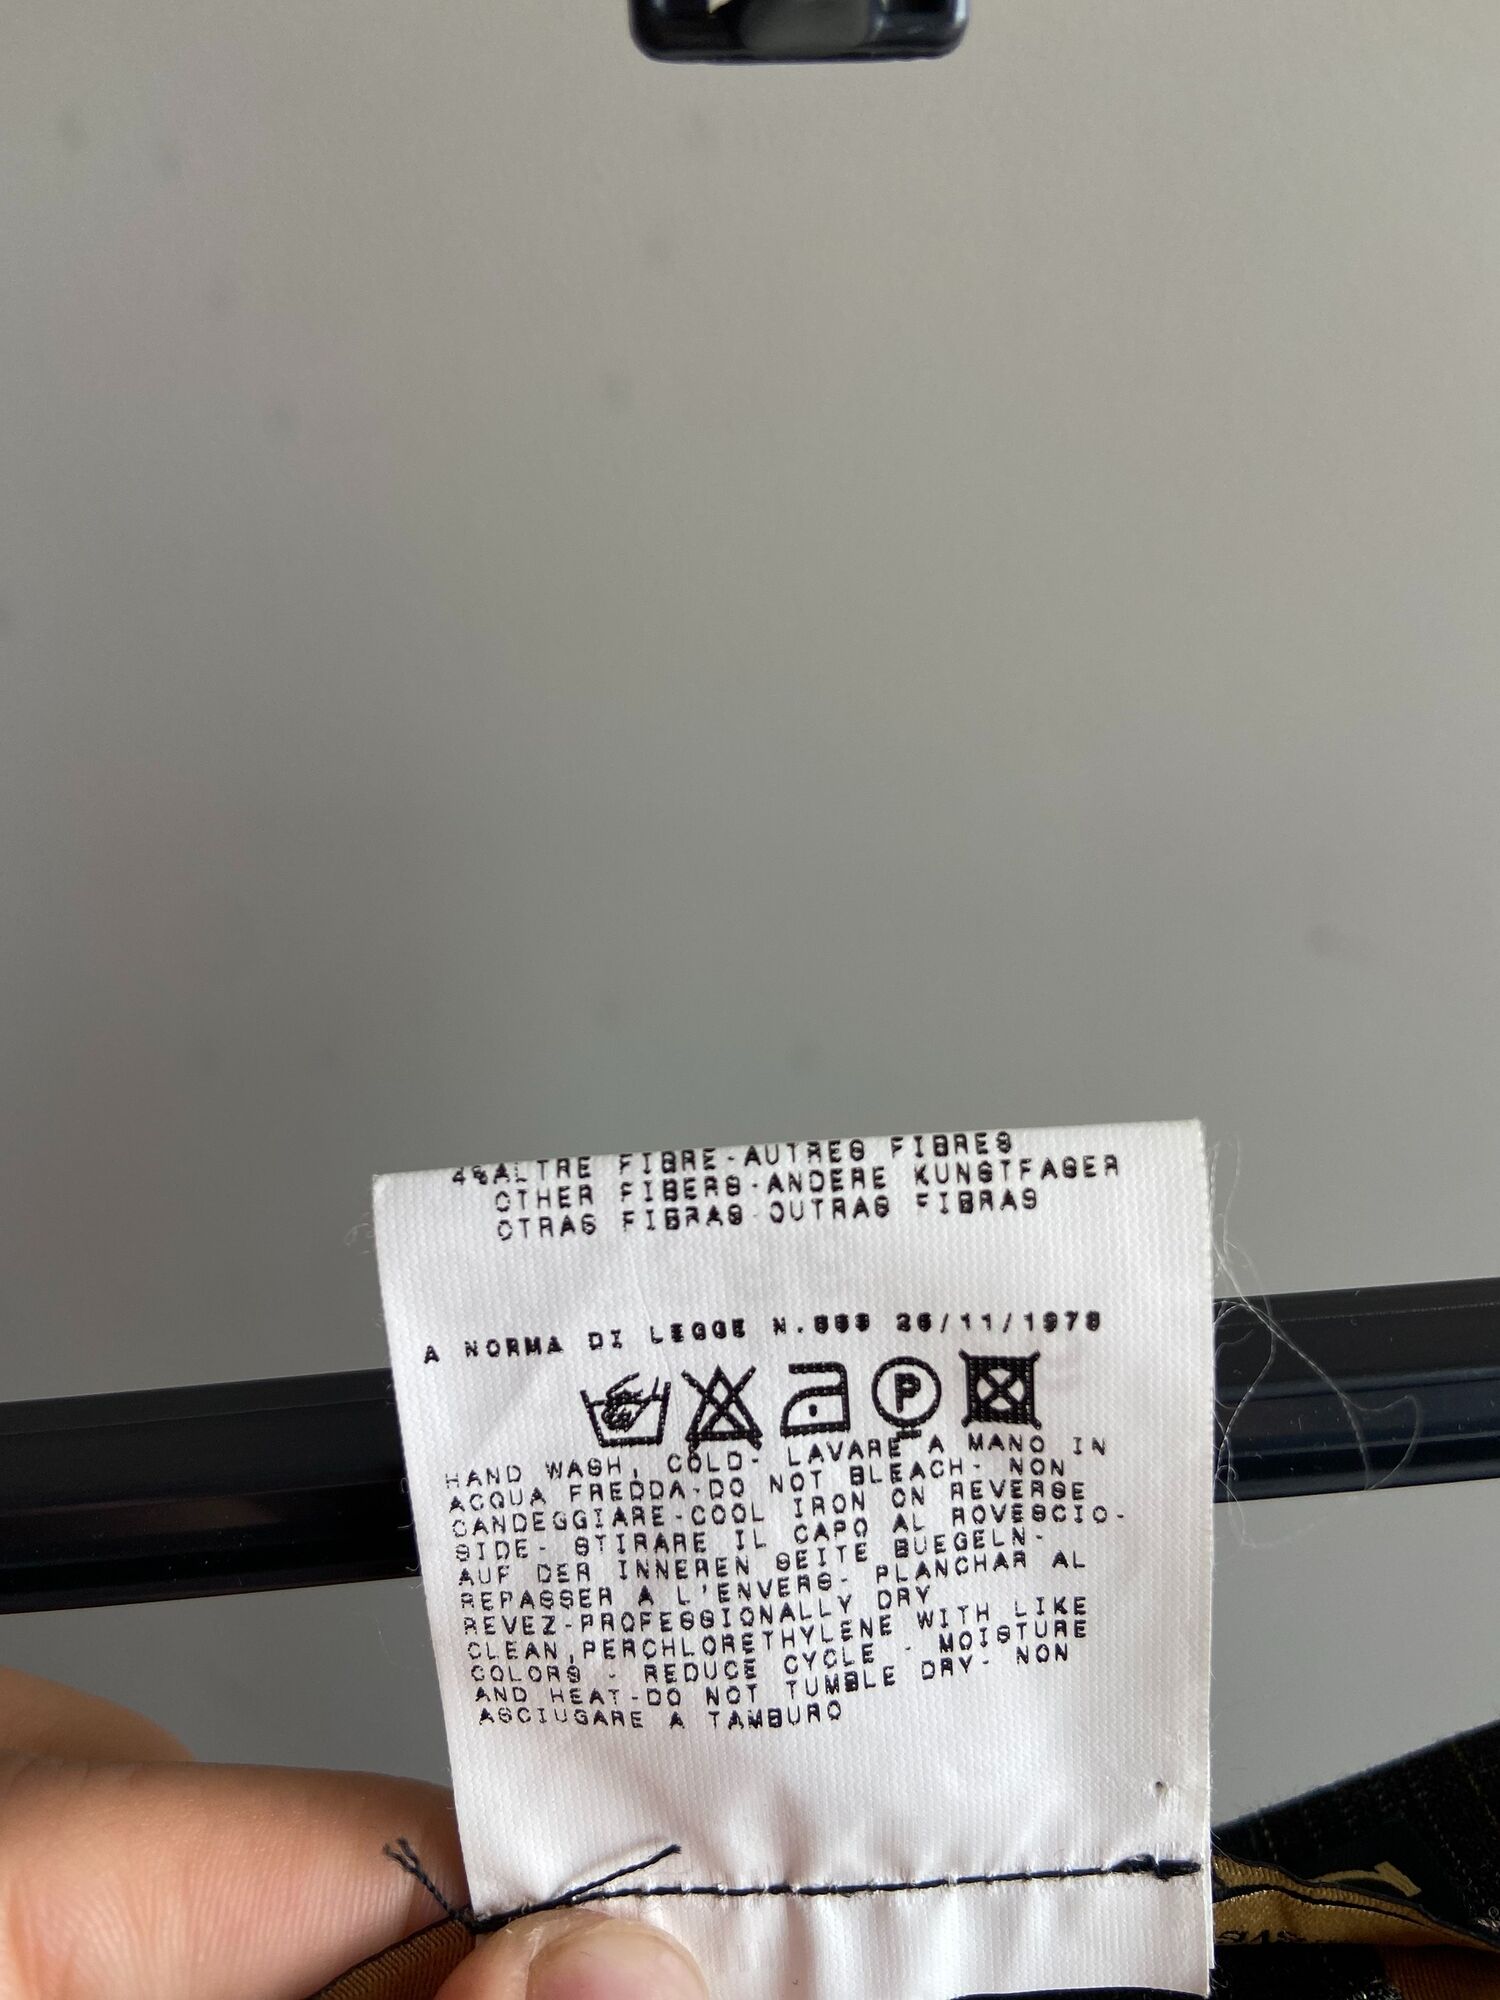 4%ALTRE FIBRE-AUTRES FIBRES
OTHER FIBERS-ANDERE KUNSTFASER
OTRAS FIBRAS-OUTRAS FIBRAS
A NORMA DI LEGGE N.883 26/11/1973
P
HAND WASH, COLD- LAVARE A MANO IN
ACQUA FREDDA-DO NOT BLEACH- NON
CANDEGGIARE-COOL IRON ON REVERSE
SIDE- STIRARE IL CAPO AL ROVESCIO-
AUF DER INNEREN SEITE BUEGELN-
REPASSER A L'ENVERS- PLANCHAR AL
REVEZ-PROFESSIONALLY DRY
CLEAN,PERCHLORETHYLENE WITH LIKE
COLORS - REDUCE CYCLE - MOISTURE
AND HEAT-DO NOT TUMBLE DRY- NON
ASCIUGARE A TAMBURO